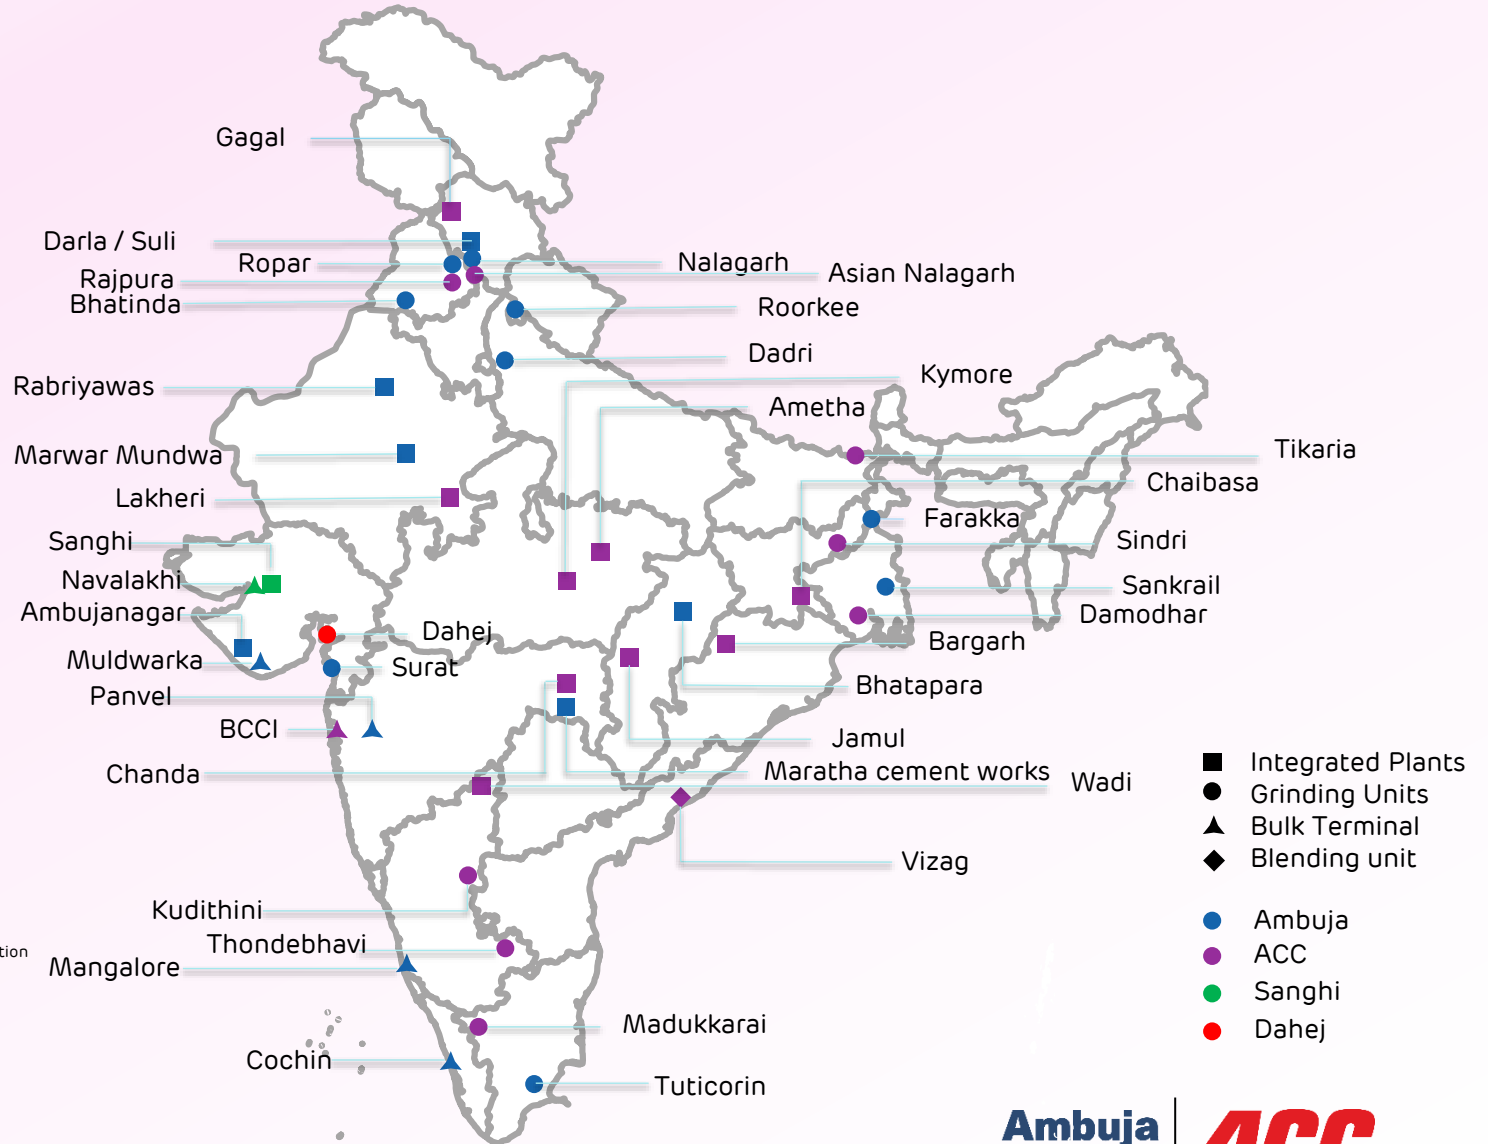 Gagal
Darla / Suli
Ropar
Nalagarh
Asian Nalagarh
Rajpura
Bhatinda
Roorkee
Dadri
Kymore
Rabriyawas
Ametha
Marwar Mundwa
Tikaria
Chaibasa
Lakheri
Farakka
Sanghi
Sindri
Navalakhi
Sankrail
Ambujanagar
Damodhar
Dahej
Bargarh
Muldwarka
Surat
Bhatapara
Panvel
BCCI
Jamul
Chanda
Maratha cement works
Wadi
Integrated Plants
Grinding Units
Bulk Terminal
Blending unit
Vizag
Kudithini
Ambuja
Thondebhavi
tion
ACC
Mangalore
Sanghi
Madukkarai
Dahej
Cochin
Tuticorin
Ambuja
ACC